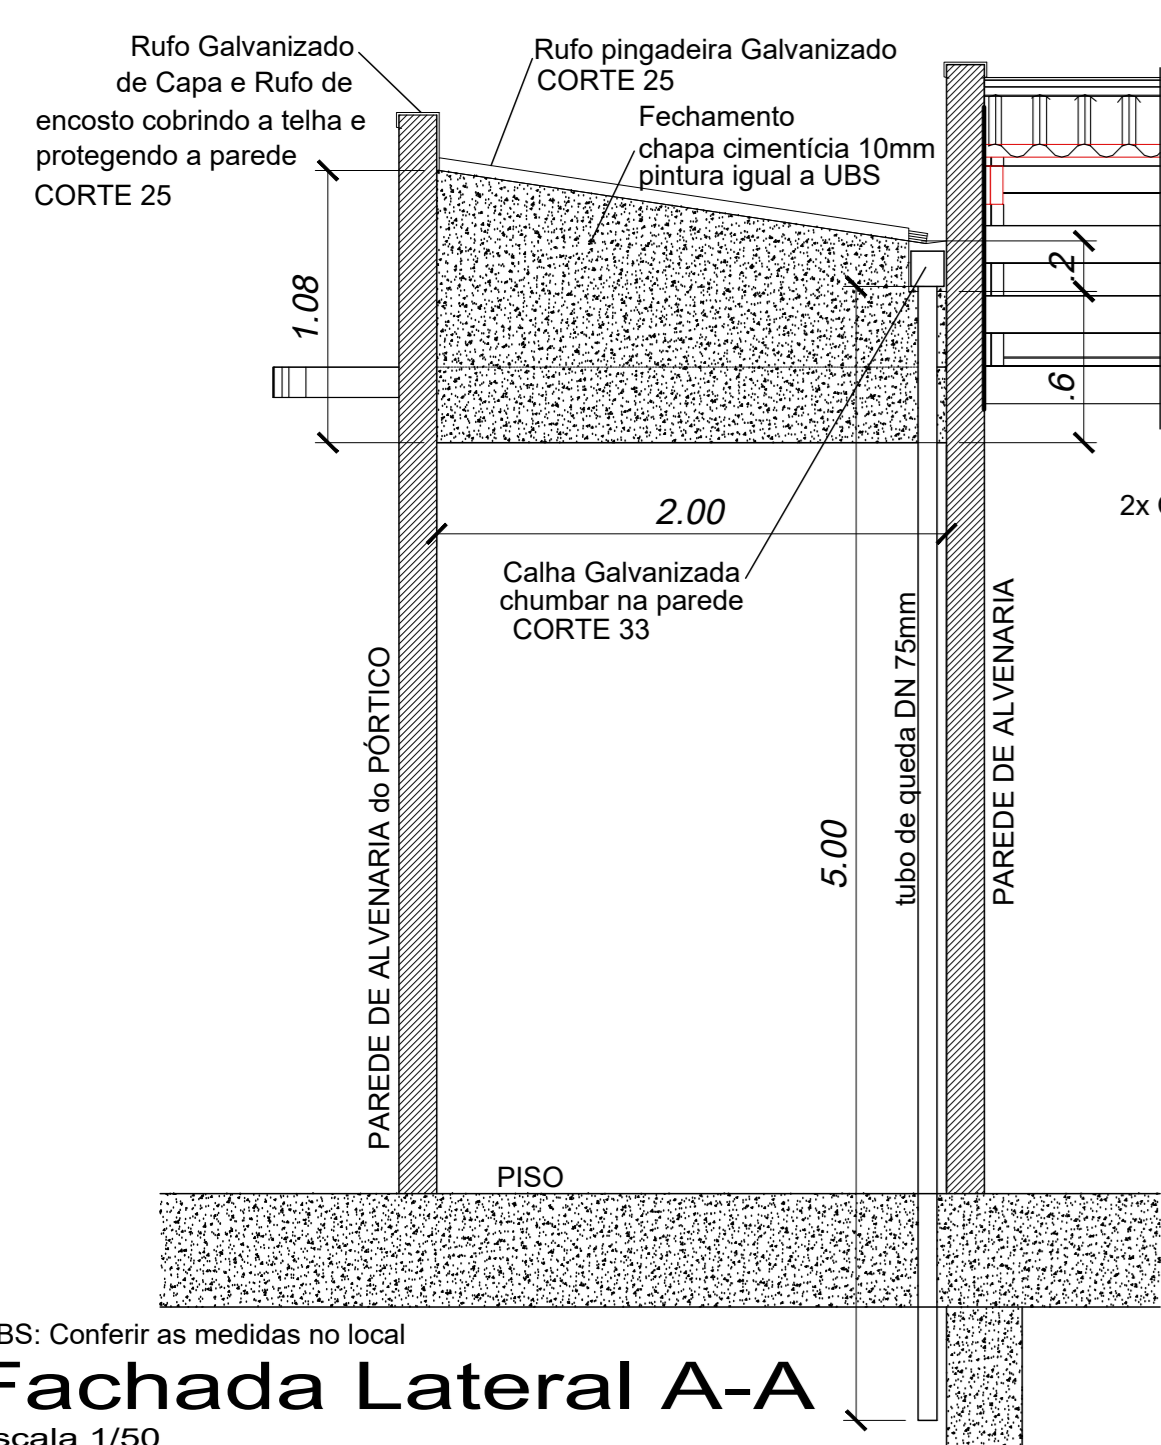 Rufo Galvanizado
de Capa e Rufo de
encosto cobrindo a telha e
protegendo a parede
CORTE 25
Rufo pingadeira Galvanizado
CORTE 25
Fechamento
chapa cimentícia 10mm
pintura igual a UBS
1.08
.2
.6
2x
2.00
Calha Galvanizada
chumbar na parede
CORTE 33
tubo de queda DN 75mm
PAREDE DE ALVENARIA
PAREDE DE ALVENARIA do PÓRTICO
5.00
PISO
BS: Conferir as medidas no local
Fachada Lateral A-A
scala 1/50